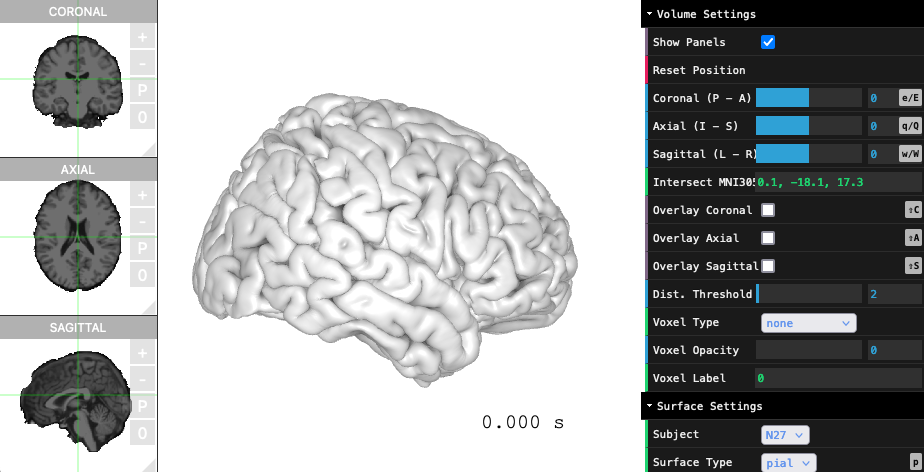 CORONAL
+
-
P
0
AXIAL
+
-
P
0
SAGITTAL
+
-
P
0
0.000 s
Volume Settings
Show Panels
Reset Position
Coronal (P - A) 0 e/E
Axial (I - S) 0 q/Q
Sagittal (L - R) 0 w/W
Intersect MNI305 0.1, -18.1, 17.3
Overlay Coronal ⇧C
Overlay Axial ⇧A
Overlay Sagittal ⇧S
Dist. Threshold 2
Voxel Type none
Voxel Opacity 0
Voxel Label 0
Surface Settings
Subject N27
Surface Type pial p